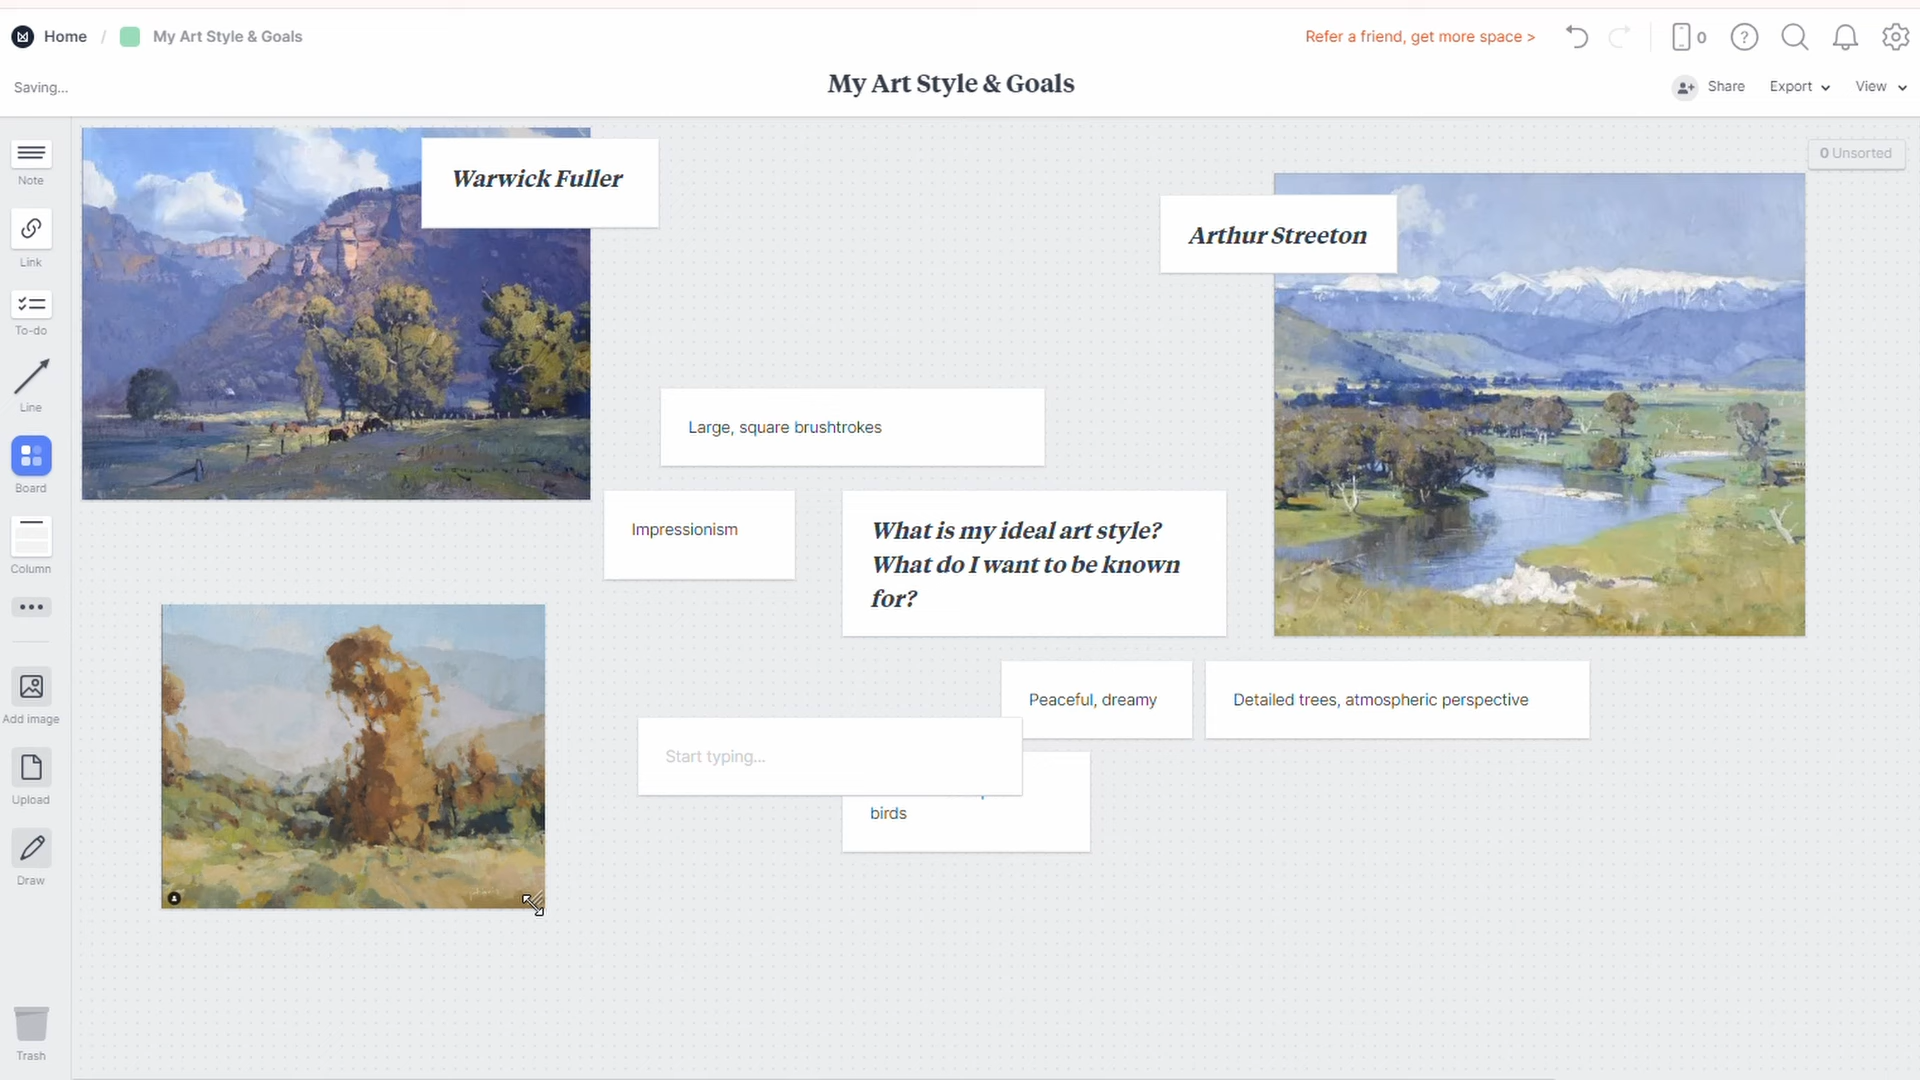 Home / My Art Style & Goals
Refer a friend, get more space >
0
Saving...
My Art Style & Goals
Share
Export
View
0 Unsorted
Note
Link
To-do
Line
Board
Column
Add image
Upload
Draw
Trash
Warwick Fuller
Arthur Streeton
Large, square brushtrokes
Impressionism
What is my ideal art style?
What do I want to be known
for?
Peaceful, dreamy
Detailed trees, atmospheric perspective
Start typing...
birds